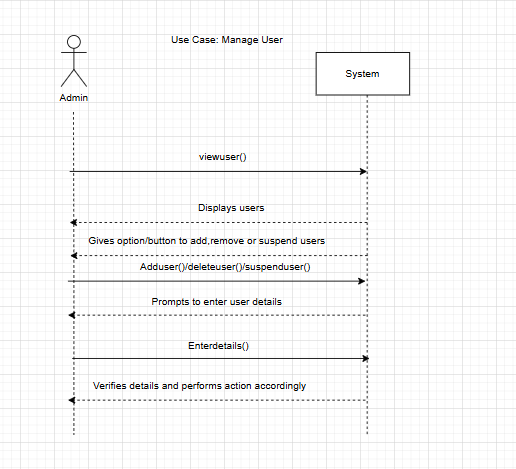 Use Case: Manage User
System
Admin
viewuser()
Displays users
Gives option/button to add,remove or suspend users
Adduser()/deleteuser()/suspenduser()
Prompts to enter user details
Enterdetails()
Verifies details and performs action accordingly